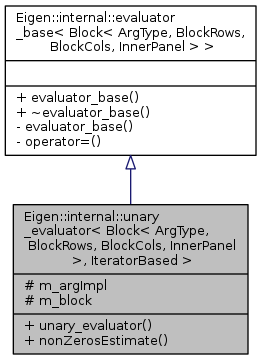 Eigen::internal::evaluator
_base< Block< ArgType, BlockRows,
BlockCols, InnerPanel > >
+ evaluator_base()
+ ~evaluator_base()
- evaluator_base()
- operator=()
Eigen::internal::unary
_evaluator< Block< ArgType,
BlockRows, BlockCols, InnerPanel
>, IteratorBased >
# m_argImpl
# m_block
+ unary_evaluator()
+ nonZerosEstimate()